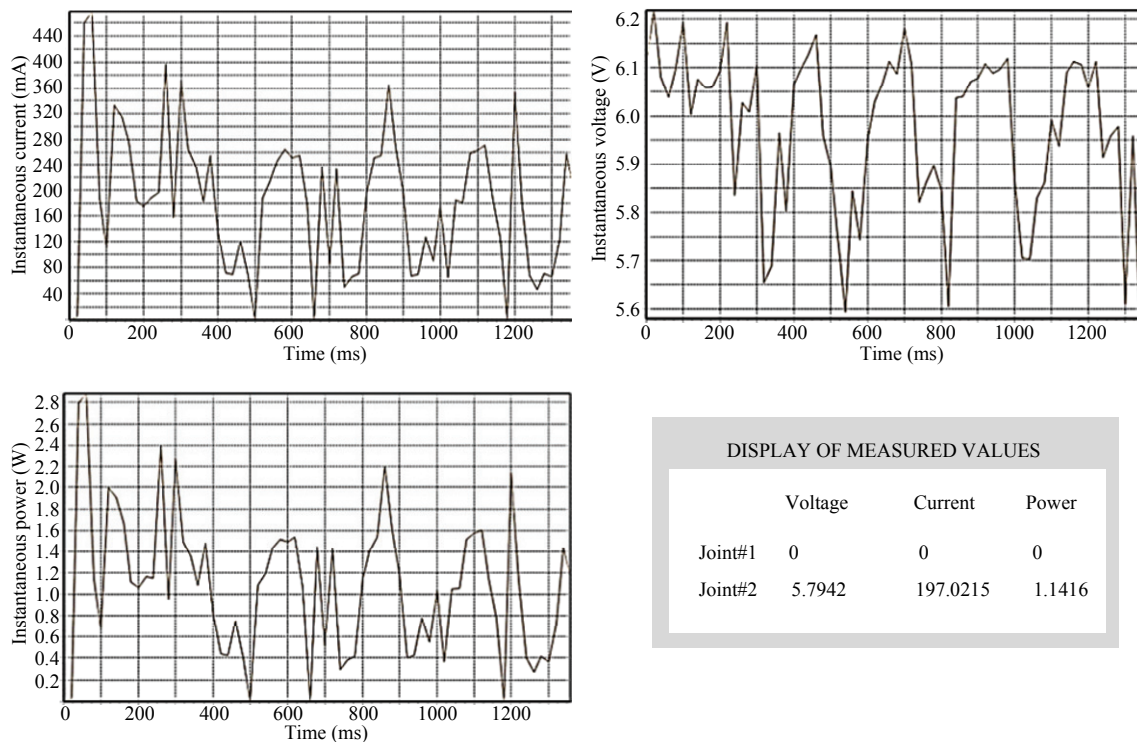 Instantaneous current (mA)
440
400
360
320
280
240
200
160
120
80
40
0 200 400 600 800 1000 1200
Time (ms)
Instantaneous voltage (V)
6.2
6.1
6.0
5.9
5.8
5.7
5.6
0 200 400 600 800 1000 1200
Time (ms)
Instantaneous power (W)
2.8
2.6
2.4
2.2
2.0
1.6
1.4
1.2
0.8
0.6
0.4
0.2
0 200 400 600 800 1000 1200
Time (ms)
DISPLAY OF MEASURED VALUES
Voltage Current Power
Joint#1 0 0 0
Joint#2 5.7942 197.0215 1.1416